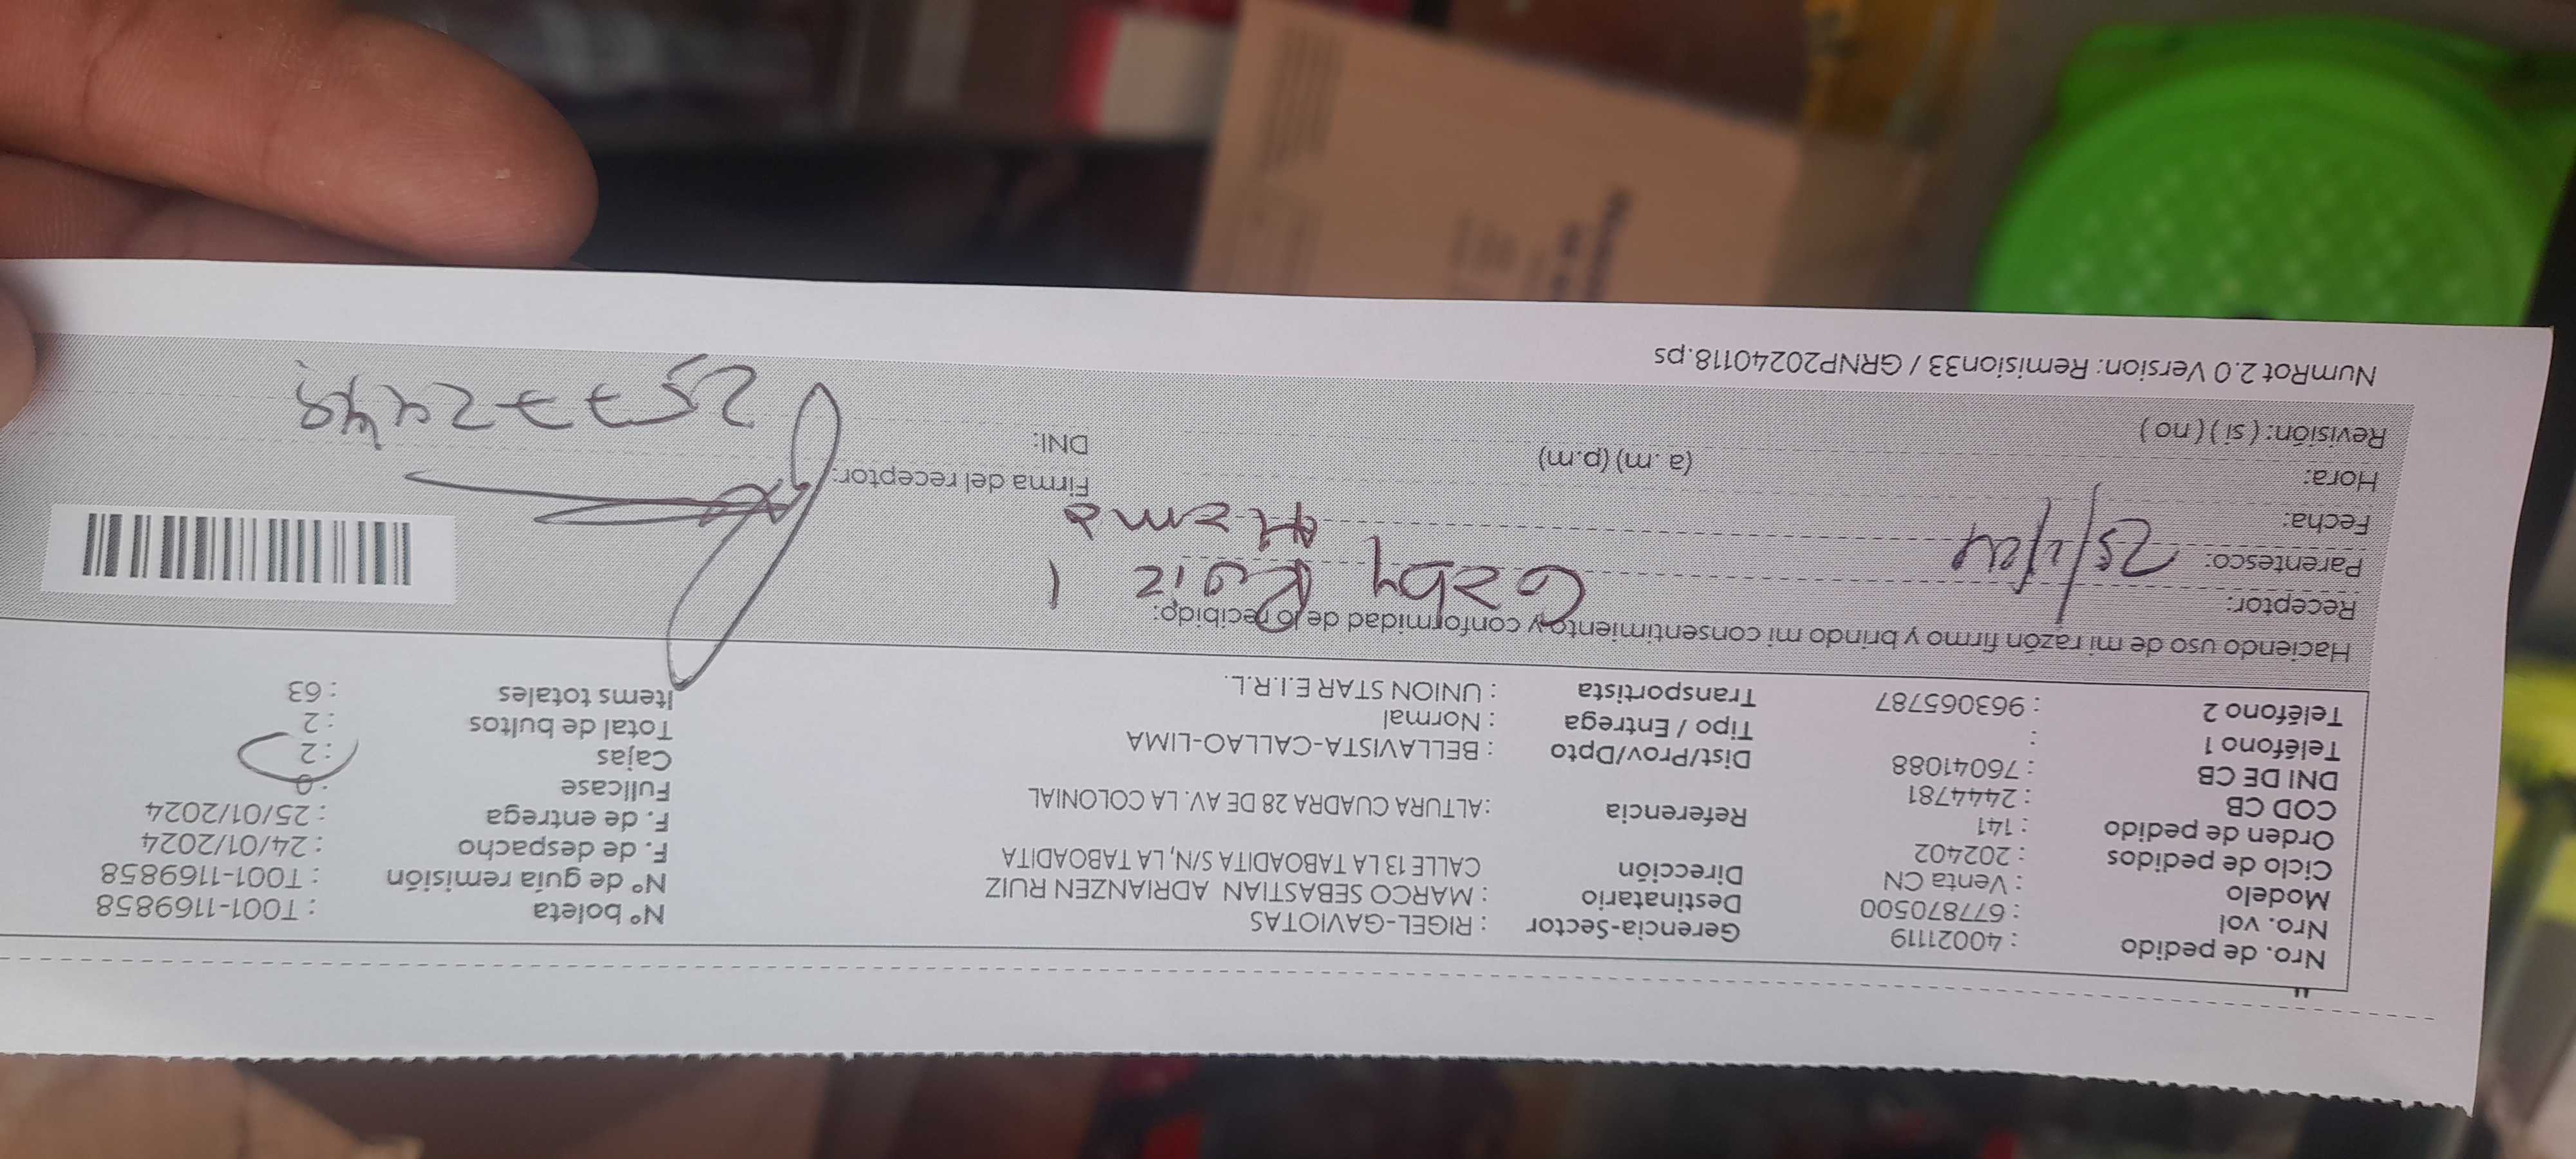 Nro. de pedido : 40021119 Gerencia-Sector : RIGEL-GAVIOTAS Nº boleta : T001-1169858
Nro. vol : 677870500 Destinatario : MARCO SEBASTIAN ADRIANZEN RUIZ Nº de guía remisión : T001-1169858
Modelo : Venta CN Dirección CALLE 13 LA TABOADITA S/N, LA TABOADITA F. de despacho : 24/01/2024
Ciclo de pedidos : 202402 F. de entrega : 25/01/2024
Orden de pedido : 141 Referencia : ALTURA CUADRA 28 DE AV. LA COLONIAL Fullcase : 0
COD CB : 2444781 Dist/Prov/Dpto : BELLAVISTA-CALLAO-LIMA Cajas : 2
DNI DE CB : 76041088 Tipo / Entrega : Normal Total de bultos : 2
Teléfono 1 : Transportista : UNION STAR E.I.R.L. Items totales : 63
Teléfono 2 : 963065787
Haciendo uso de mi razón firmo y brindo mi consentimiento y conformidad de lo recibido:
Receptor: Gaby Ruiz
Parentesco: Mamá
Fecha: 25/1/24
Hora: (a. m) (p.m) Firma del receptor:
Revisión: ( si ) ( no ) DNI:
NumRot 2.0 Version: Remision33 / GRNP20240118.ps